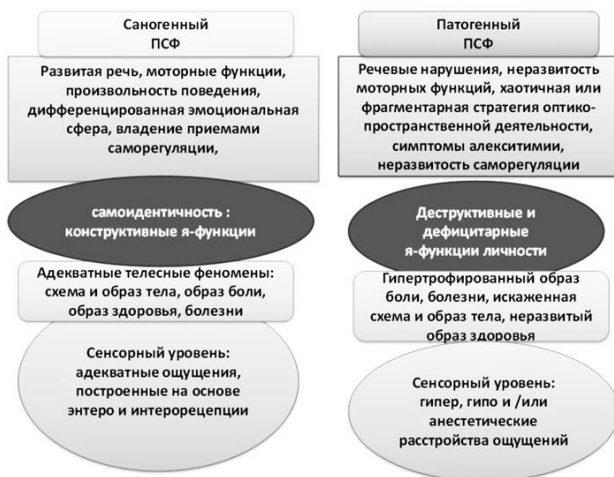 Саногенный
ПСФ
Развитая речь, моторные функции,
произвольность поведения,
дифференцированная эмоциональная
сфера, владение приемами
саморегуляции,
самоидентичность :
конструктивные я-функции
Адекватные телесные феномены:
схема и образ тела, образ боли,
образ здоровья, болезни
Сенсорный уровень:
адекватные ощущения,
построенные на основе
энтеро и интерорецепции
Патогенный
ПСФ
Речевые нарушения, неразвитость
моторных функций, хаотичная или
фрагментарная стратегия оптико-
пространственной деятельности,
симптомы алекситимии,
неразвитость саморегуляции
Деструктивные и
дефицитарные
я-функции личности
Гипертрофированный образ
боли, болезни, искаженная
схема и образ тела, неразвитый
образ здоровья
Сенсорный уровень:
гипер, гипо и /или
анестетические
расстройства ощущений